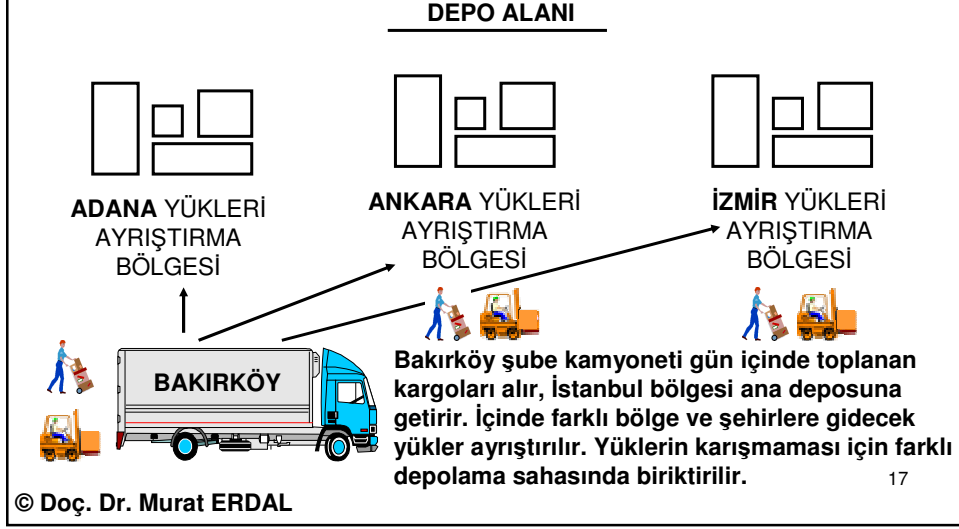 DEPO ALANI
ADANA YÜKLERİ
AYRIŞTIRMA
BÖLGESİ
ANKARA YÜKLERİ
AYRIŞTIRMA
BÖLGESİ
İZMİR YÜKLERİ
AYRIŞTIRMA
BÖLGESİ
BAKIRKÖY
Bakırköy şube kamyoneti gün içinde toplanan
kargoları alır, İstanbul bölgesi ana deposuna
getirir. İçinde farklı bölge ve şehirlere gidecek
yükler ayrıştırılır. Yüklerin karışmaması için farklı
depolama sahasında biriktirilir.
17
© Doç. Dr. Murat ERDAL